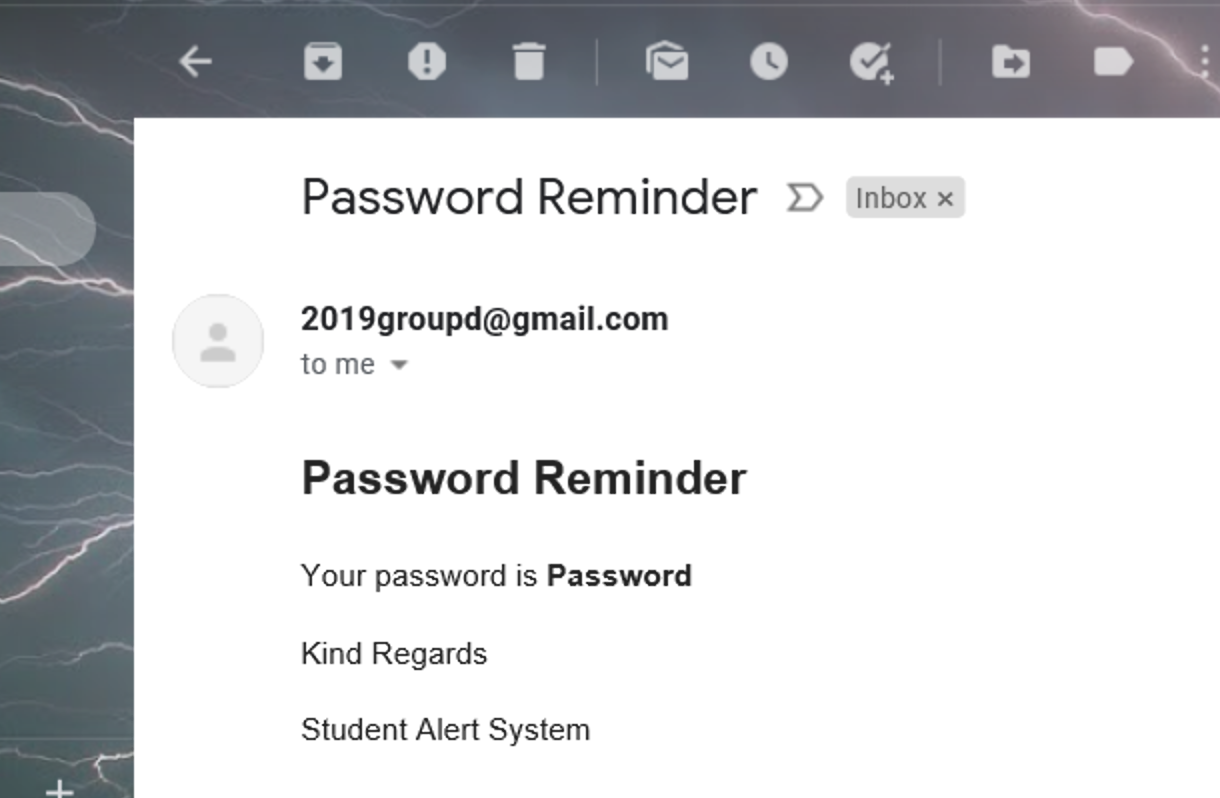 Password Reminder Inbox ×
2019groupd@gmail.com
to me
Password Reminder
Your password is Password
Kind Regards
Student Alert System